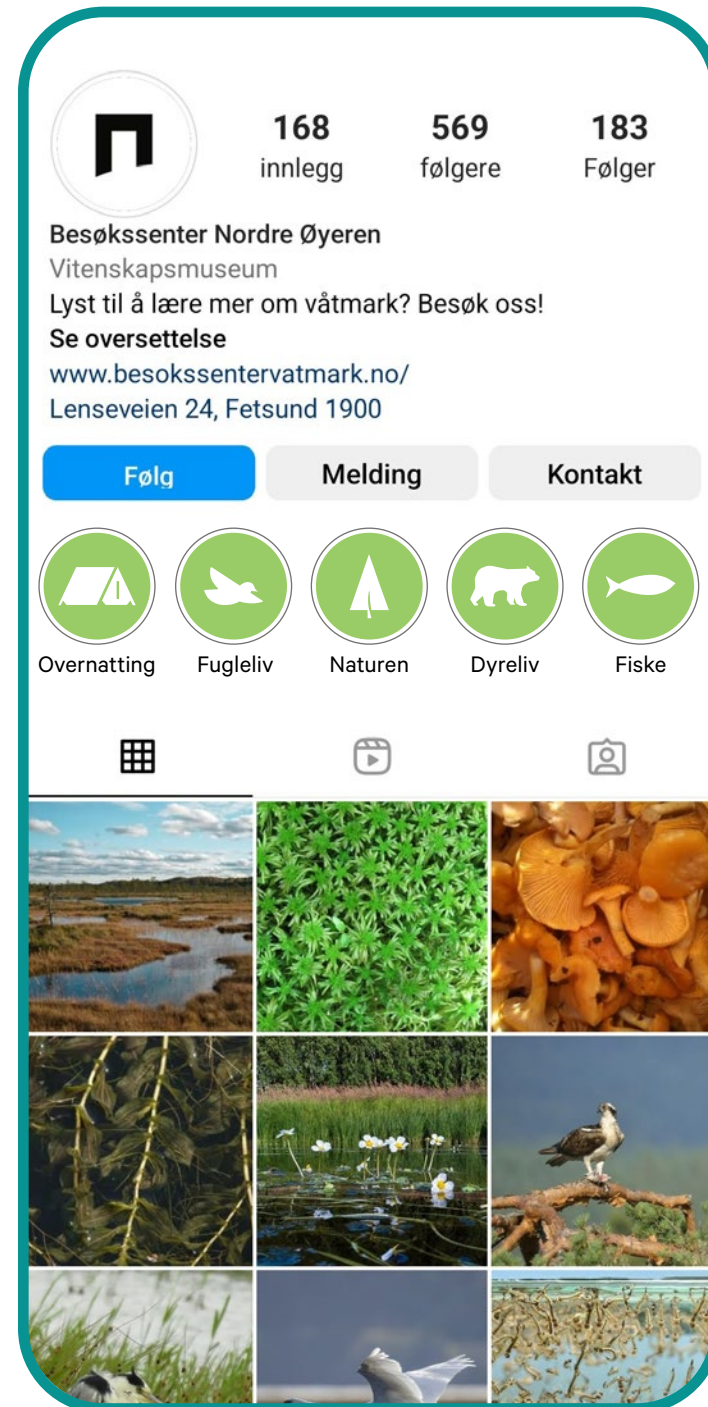 168 569 183
innlegg følgere Følger
Besøkssenter Nordre Øyeren
Vitenskapsmuseum
Lyst til å lære mer om våtmark? Besøk oss!
Se oversettelse
www.besokssentervatmark.no/
Lenseveien 24, Fetsund 1900
Følg Melding Kontakt
Overnatting Fugleliv Naturen Dyreliv Fiske